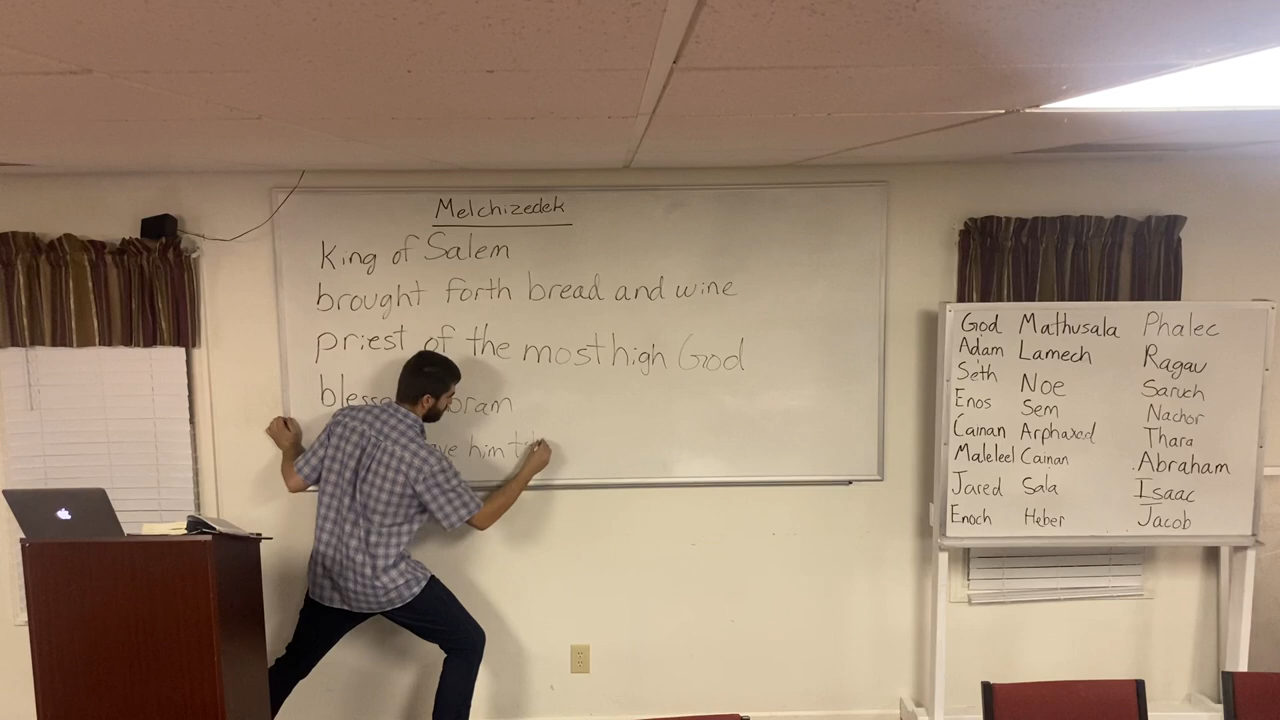 Melchizedek
King of Salem
brought forth bread and wine
priest of the most high God
him
God Mathusala Phalec
Adam Lamech Ragau
Seth Noe Saruch
Enos Sem Nachor
Cainan Arphaxad Thara
Maleleel Cainan Abraham
Jared Sala Isaac
Enoch Heber Jacob